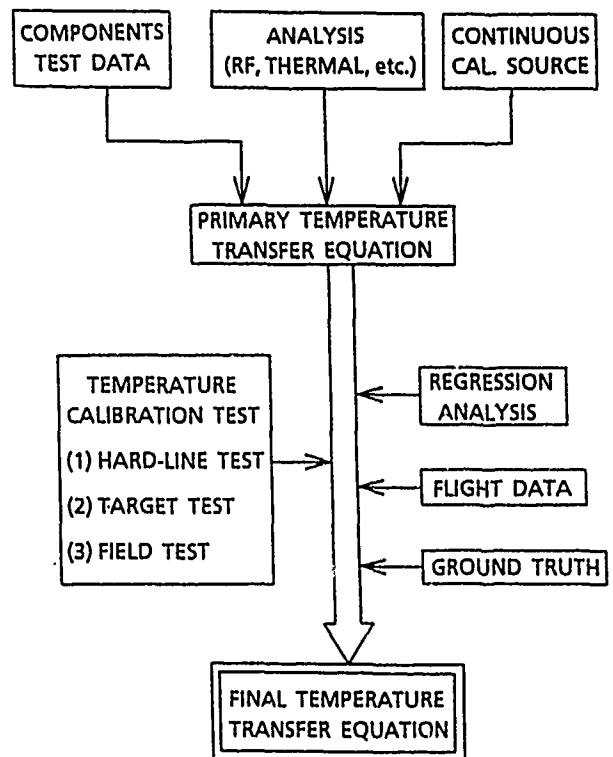 COMPONENTS
TEST DATA
ANALYSIS
(RF, THERMAL, etc.)
CONTINUOUS
CAL. SOURCE
PRIMARY TEMPERATURE
TRANSFER EQUATION
TEMPERATURE
CALIBRATION TEST
(1) HARD-LINE TEST
(2) TARGET TEST
(3) FIELD TEST
REGRESSION
ANALYSIS
FLIGHT DATA
GROUND TRUTH
FINAL TEMPERATURE
TRANSFER EQUATION